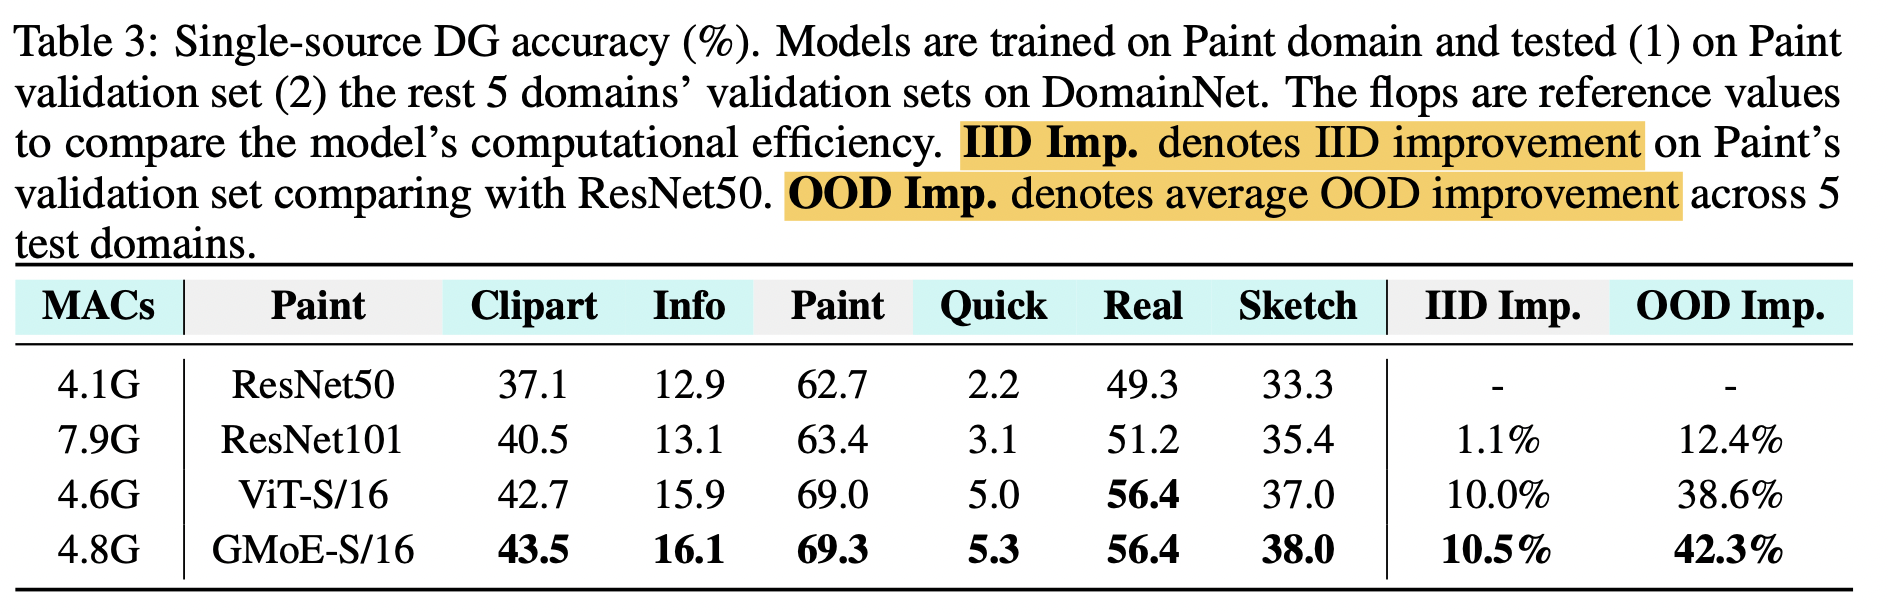 Table 3: Single-source DG accuracy (%). Models are trained on Paint domain and tested (1) on Paint
validation set (2) the rest 5 domains’ validation sets on DomainNet. The flops are reference values
to compare the model’s computational efficiency. IID Imp. denotes IID improvement on Paint’s
validation set comparing with ResNet50. OOD Imp. denotes average OOD improvement across 5
test domains.
MACs Paint Clipart Info Paint Quick Real Sketch IID Imp. OOD Imp.
4.1G ResNet50 37.1 12.9 62.7 2.2 49.3 33.3 - -
7.9G ResNet101 40.5 13.1 63.4 3.1 51.2 35.4 1.1% 12.4%
4.6G ViT-S/16 42.7 15.9 69.0 5.0 56.4 37.0 10.0% 38.6%
4.8G GMoE-S/16 43.5 16.1 69.3 5.3 56.4 38.0 10.5% 42.3%